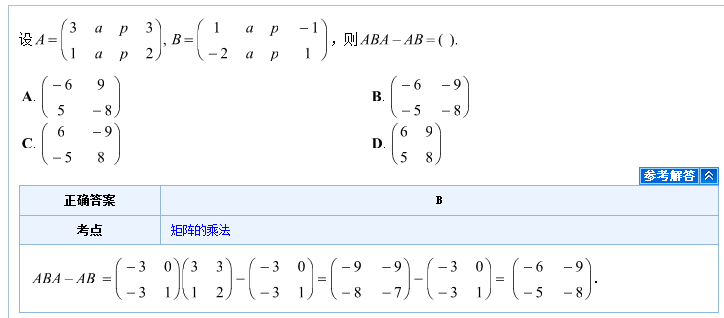 设 A = ( 3 a p 3 ; 1 a p 2 ), B = ( 1 a p −1 ; −2 a p 1 ) ，则 ABA − AB = ( ).
A. ( −6 9 ; 5 −8 ) B. ( −6 −9 ; −5 −8 )
C. ( 6 −9 ; −5 8 ) D. ( 6 9 ; 5 8 )
参考解答
正确答案 B
考点 矩阵的乘法
ABA − AB = ( −3 0 ; −3 1 )( 3 3 ; 1 2 ) − ( −3 0 ; −3 1 ) = ( −9 −9 ; −8 −7 ) − ( −3 0 ; −3 1 ) = ( −6 −9 ; −5 −8 ) .